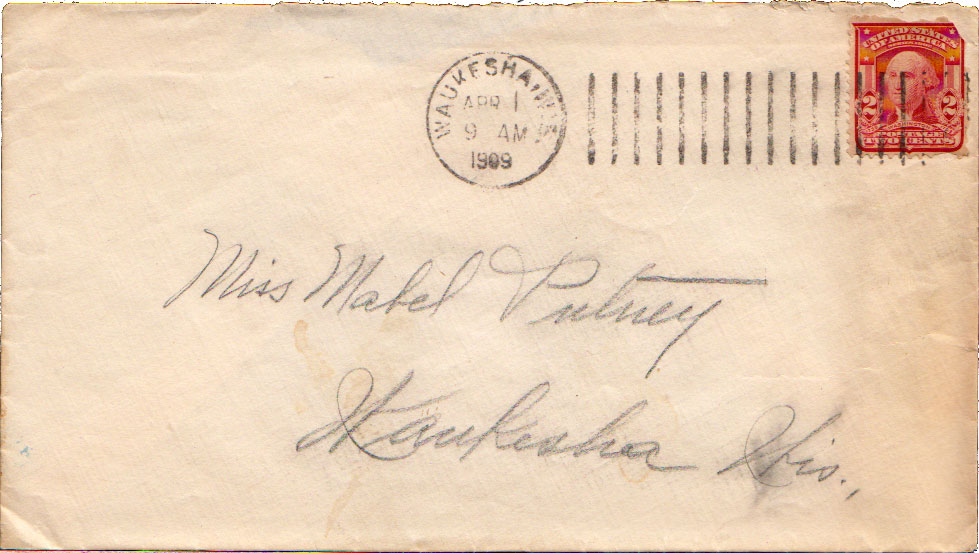 WAUKESHA, WIS
APR 1
9 AM
1909
UNITED STATES
OF AMERICA
2 2
POSTAGE
TWO CENTS
Miss Mabel Putney
Waukesha Wis.,